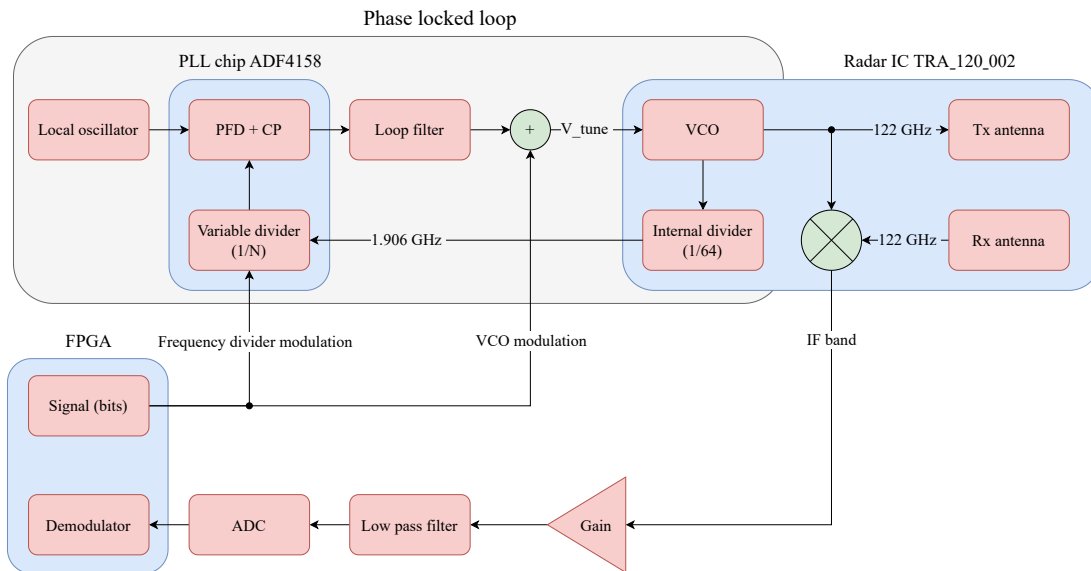 Phase locked loop
PLL chip ADF4158
Radar IC TRA_120_002
Local oscillator
PFD + CP
Loop filter
+
V_tune
VCO
122 GHz
Tx antenna
Variable divider
(1/N)
1.906 GHz
Internal divider
(1/64)
122 GHz
Rx antenna
FPGA
Frequency divider modulation
VCO modulation
IF band
Signal (bits)
Demodulator
ADC
Low pass filter
Gain